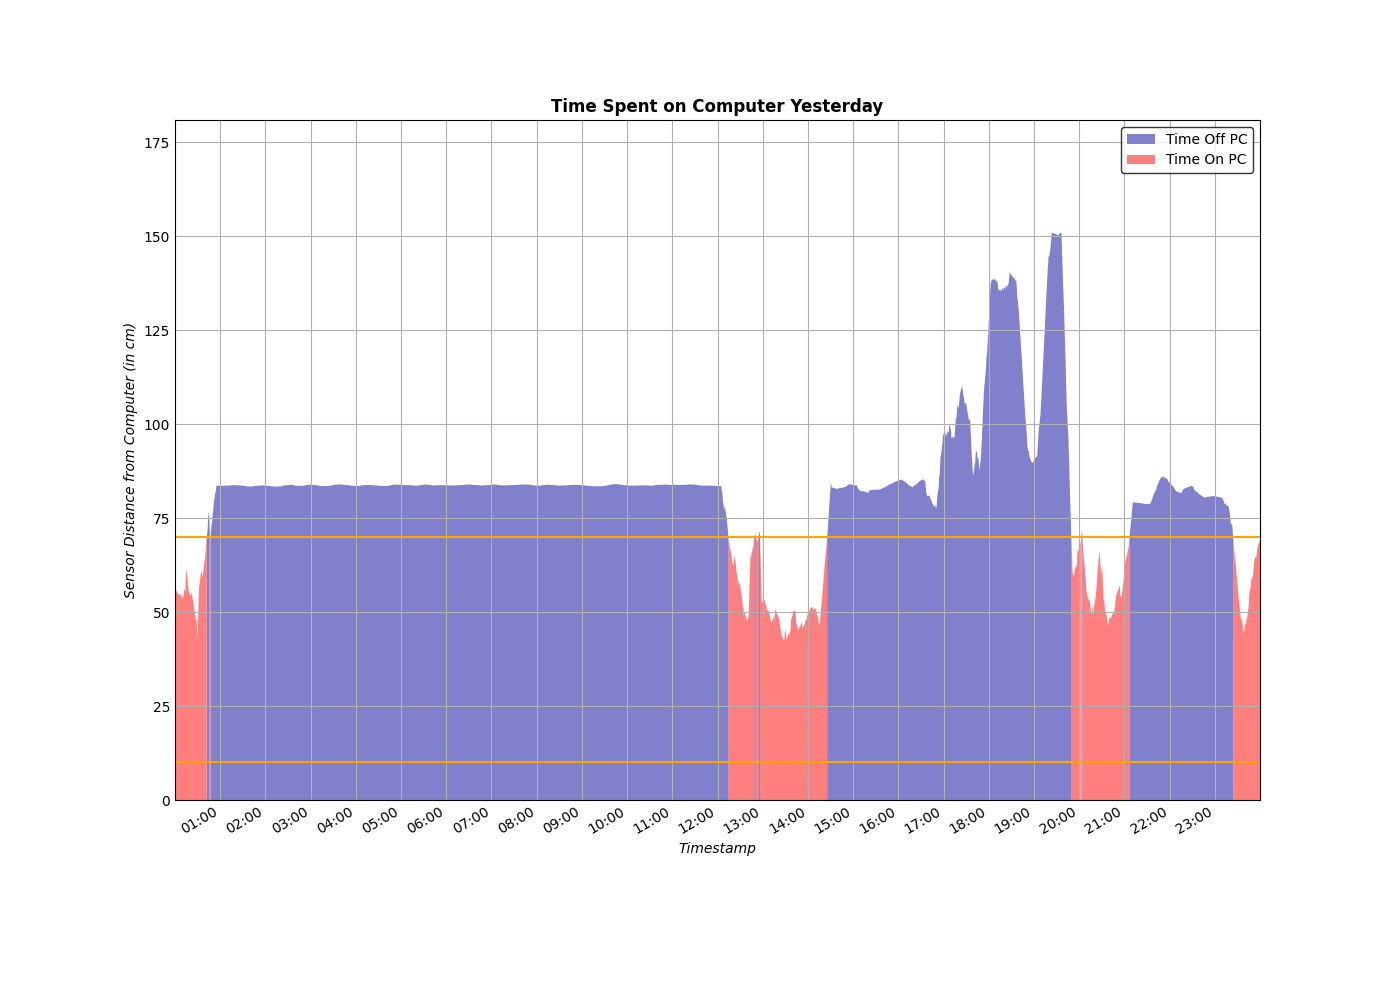 Time Spent on Computer Yesterday
Time Off PC
Time On PC
175
150
125
100
75
50
25
0
Sensor Distance from Computer (in cm)
01:00 02:00 03:00 04:00 05:00 06:00 07:00 08:00 09:00 10:00 11:00 12:00 13:00 14:00 15:00 16:00 17:00 18:00 19:00 20:00 21:00 22:00 23:00
Timestamp